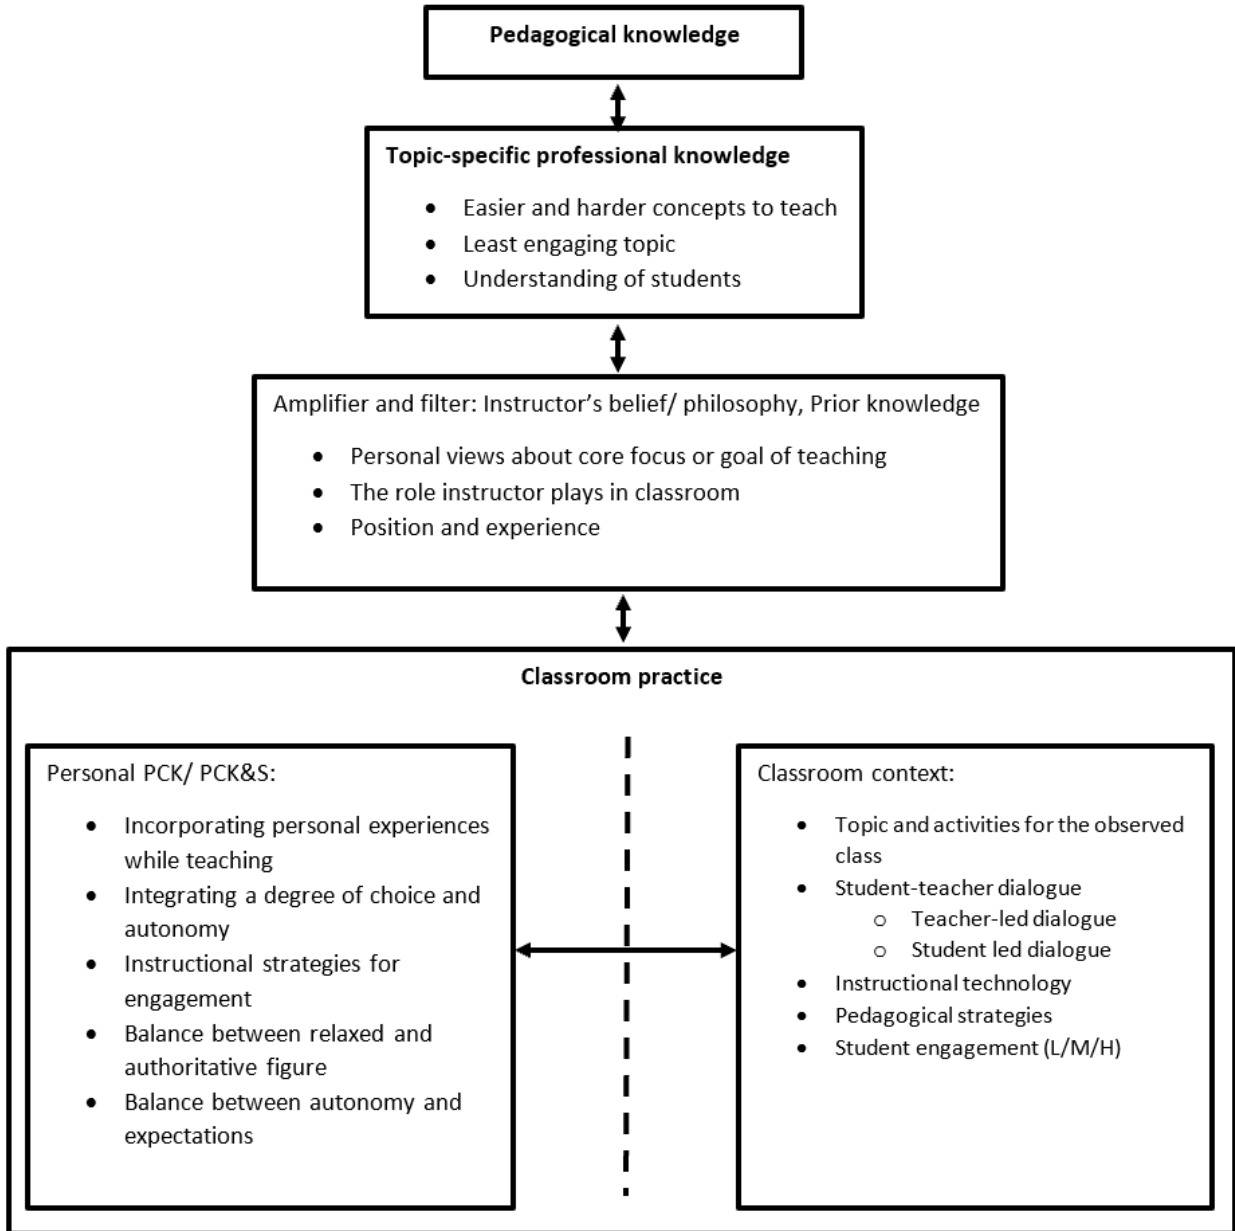 Pedagogical knowledge
Topic-specific professional knowledge
• Easier and harder concepts to teach
• Least engaging topic
• Understanding of students
Amplifier and filter: Instructor’s belief/ philosophy, Prior knowledge
• Personal views about core focus or goal of teaching
• The role instructor plays in classroom
• Position and experience
Classroom practice
Personal PCK/ PCK&S:
• Incorporating personal experiences
while teaching
• Integrating a degree of choice and
autonomy
• Instructional strategies for
engagement
• Balance between relaxed and
authoritative figure
• Balance between autonomy and
expectations
Classroom context:
• Topic and activities for the observed
class
• Student-teacher dialogue
o Teacher-led dialogue
o Student led dialogue
• Instructional technology
• Pedagogical strategies
• Student engagement (L/M/H)